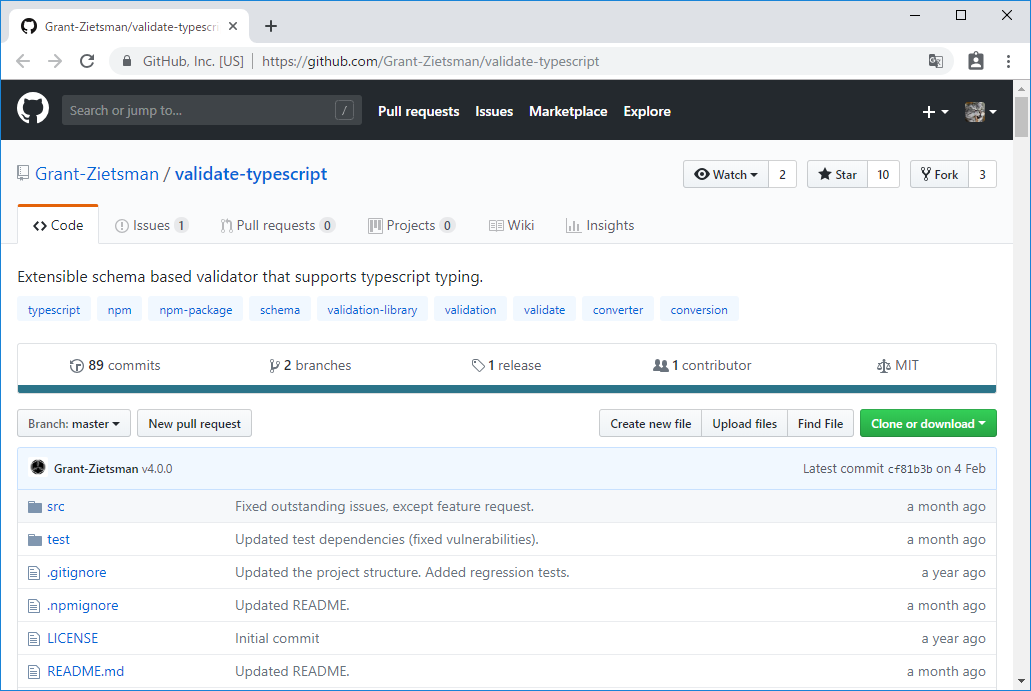 Grant-Zietsman/validate-typescri
GitHub, Inc. [US] | https://github.com/Grant-Zietsman/validate-typescript
Search or jump to... / Pull requests Issues Marketplace Explore
Grant-Zietsman / validate-typescript Watch 2 Star 10 Fork 3
Code Issues 1 Pull requests 0 Projects 0 Wiki Insights
Extensible schema based validator that supports typescript typing.
typescript npm npm-package schema validation-library validation validate converter conversion
89 commits 2 branches 1 release 1 contributor MIT
Branch: master New pull request Create new file Upload files Find File Clone or download
Grant-Zietsman v4.0.0 Latest commit cf81b3b on 4 Feb
src Fixed outstanding issues, except feature request. a month ago
test Updated test dependencies (fixed vulnerabilities). a month ago
.gitignore Updated the project structure. Added regression tests. a year ago
.npmignore Updated README. a month ago
LICENSE Initial commit a year ago
README.md Updated README. a month ago